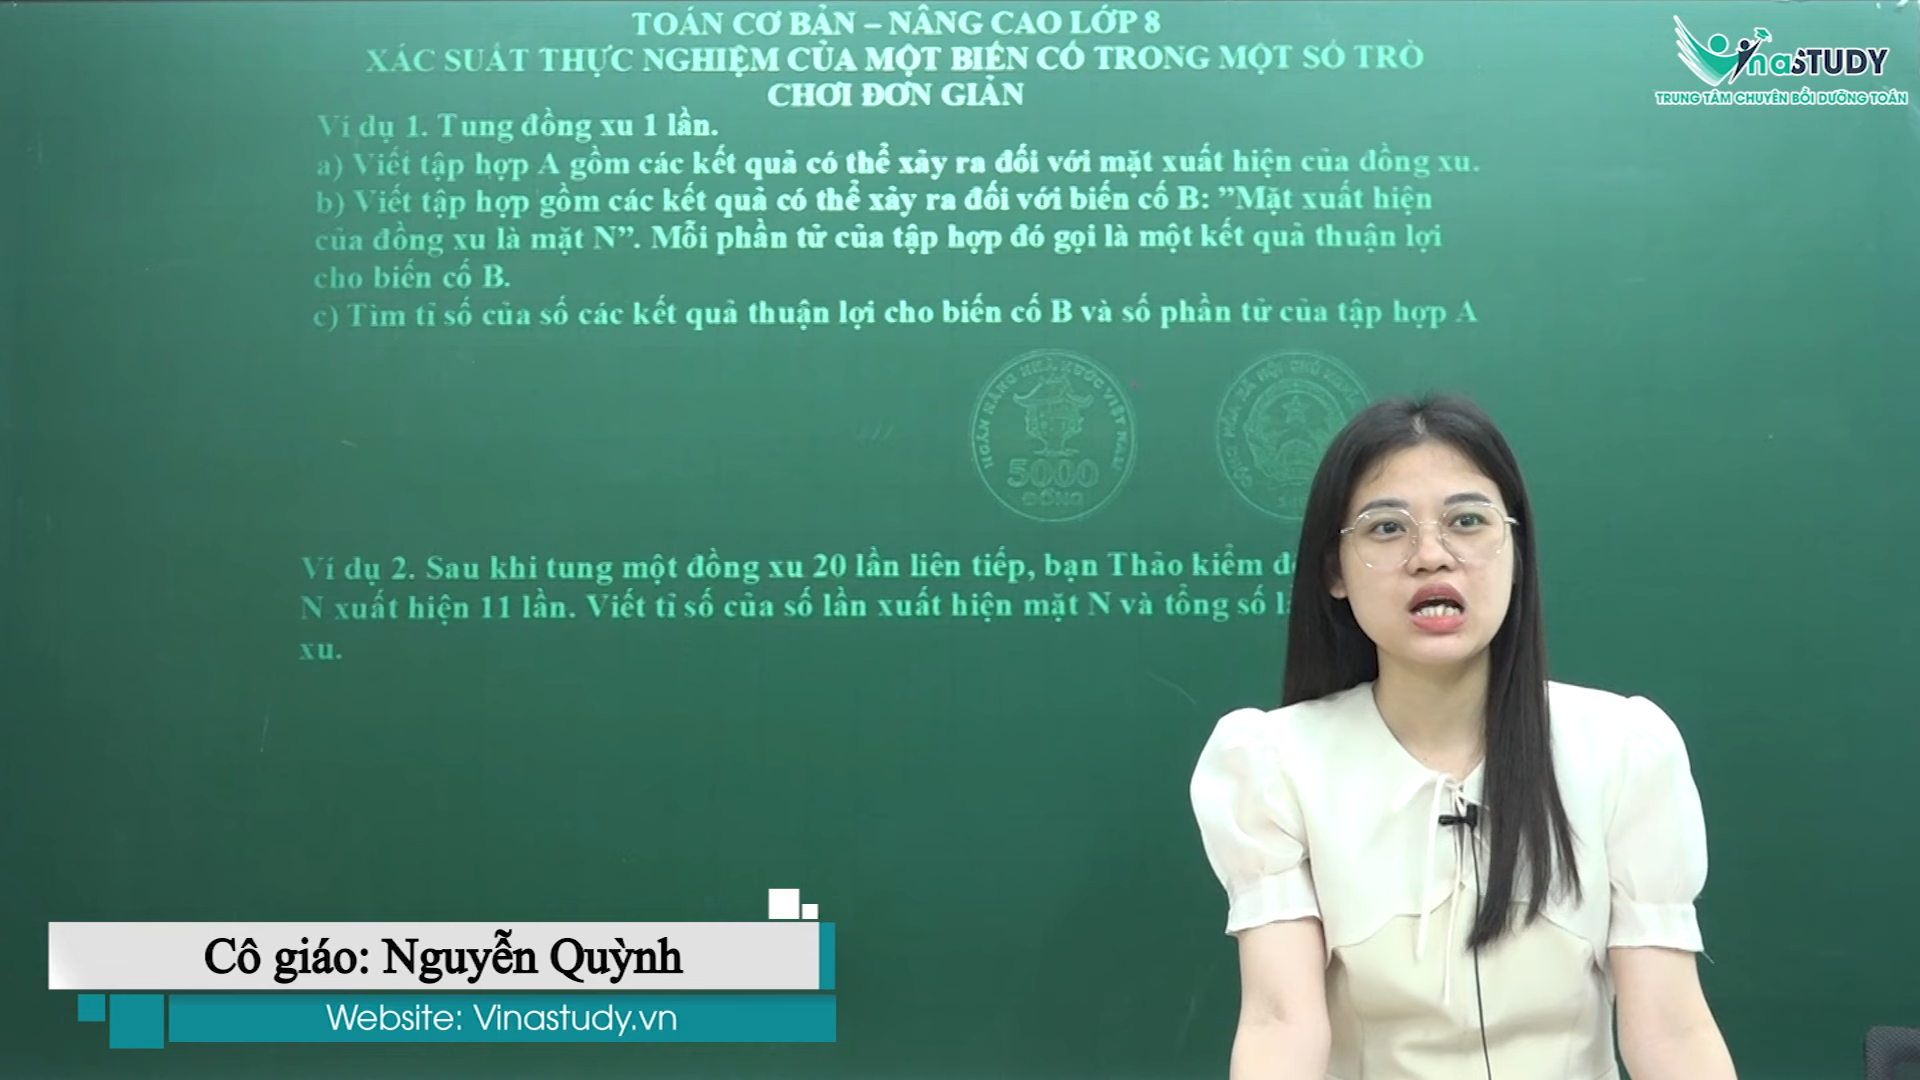 TOÁN CƠ BẢN – NÂNG CAO LỚP 8
XÁC SUẤT THỰC NGHIỆM CỦA MỘT BIẾN CỐ TRONG MỘT SỐ TRÒ
CHƠI ĐƠN GIẢN
VinaSTUDY
TRUNG TÂM CHUYÊN BỒI DƯỠNG TOÁN
Ví dụ 1. Tung đồng xu 1 lần.
a) Viết tập hợp A gồm các kết quả có thể xảy ra đối với mặt xuất hiện của đồng xu.
b) Viết tập hợp gồm các kết quả có thể xảy ra đối với biến cố B: ”Mặt xuất hiện
của đồng xu là mặt N”. Mỗi phần tử của tập hợp đó gọi là một kết quả thuận lợi
cho biến cố B.
c) Tìm tỉ số của số các kết quả thuận lợi cho biến cố B và số phần tử của tập hợp A
NGÂN HÀNG NHÀ NƯỚC VIỆT NAM
5000
ĐỒNG
Ví dụ 2. Sau khi tung một đồng xu 20 lần liên tiếp, bạn Thảo kiểm
N xuất hiện 11 lần. Viết tỉ số của số lần xuất hiện mặt N và tổng số
xu.
Cô giáo: Nguyễn Quỳnh
Website: Vinastudy.vn